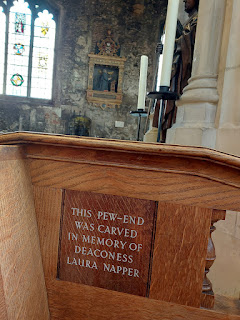 THIS PEW-END
WAS CARVED
IN MEMORY OF
DEACONESS
LAURA NAPPER